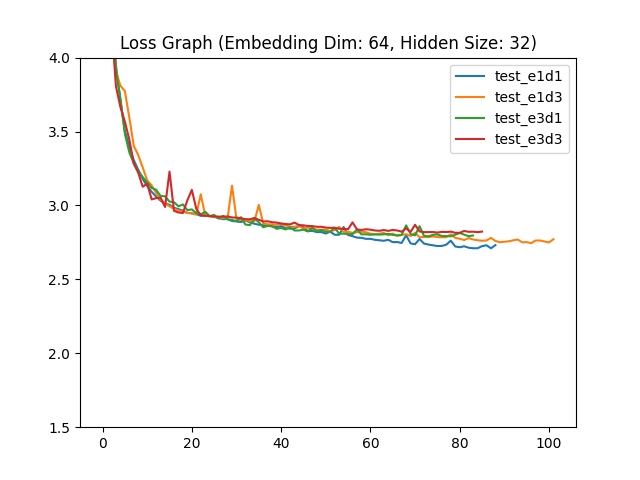 Loss Graph (Embedding Dim: 64, Hidden Size: 32)
4.0
3.5
3.0
2.5
2.0
1.5
0 20 40 60 80 100
test_e1d1
test_e1d3
test_e3d1
test_e3d3